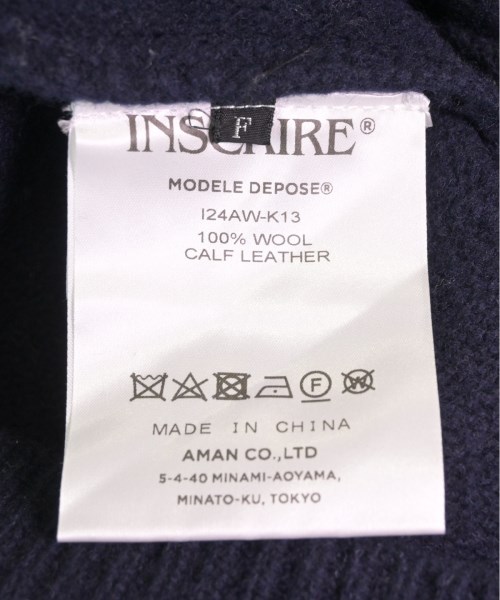 F
INSCRIRE®
MODELE DEPOSE®
I24AW-K13
100% WOOL
CALF LEATHER
F W
MADE IN CHINA
AMAN CO.,LTD
5-4-40 MINAMI-AOYAMA,
MINATO-KU, TOKYO